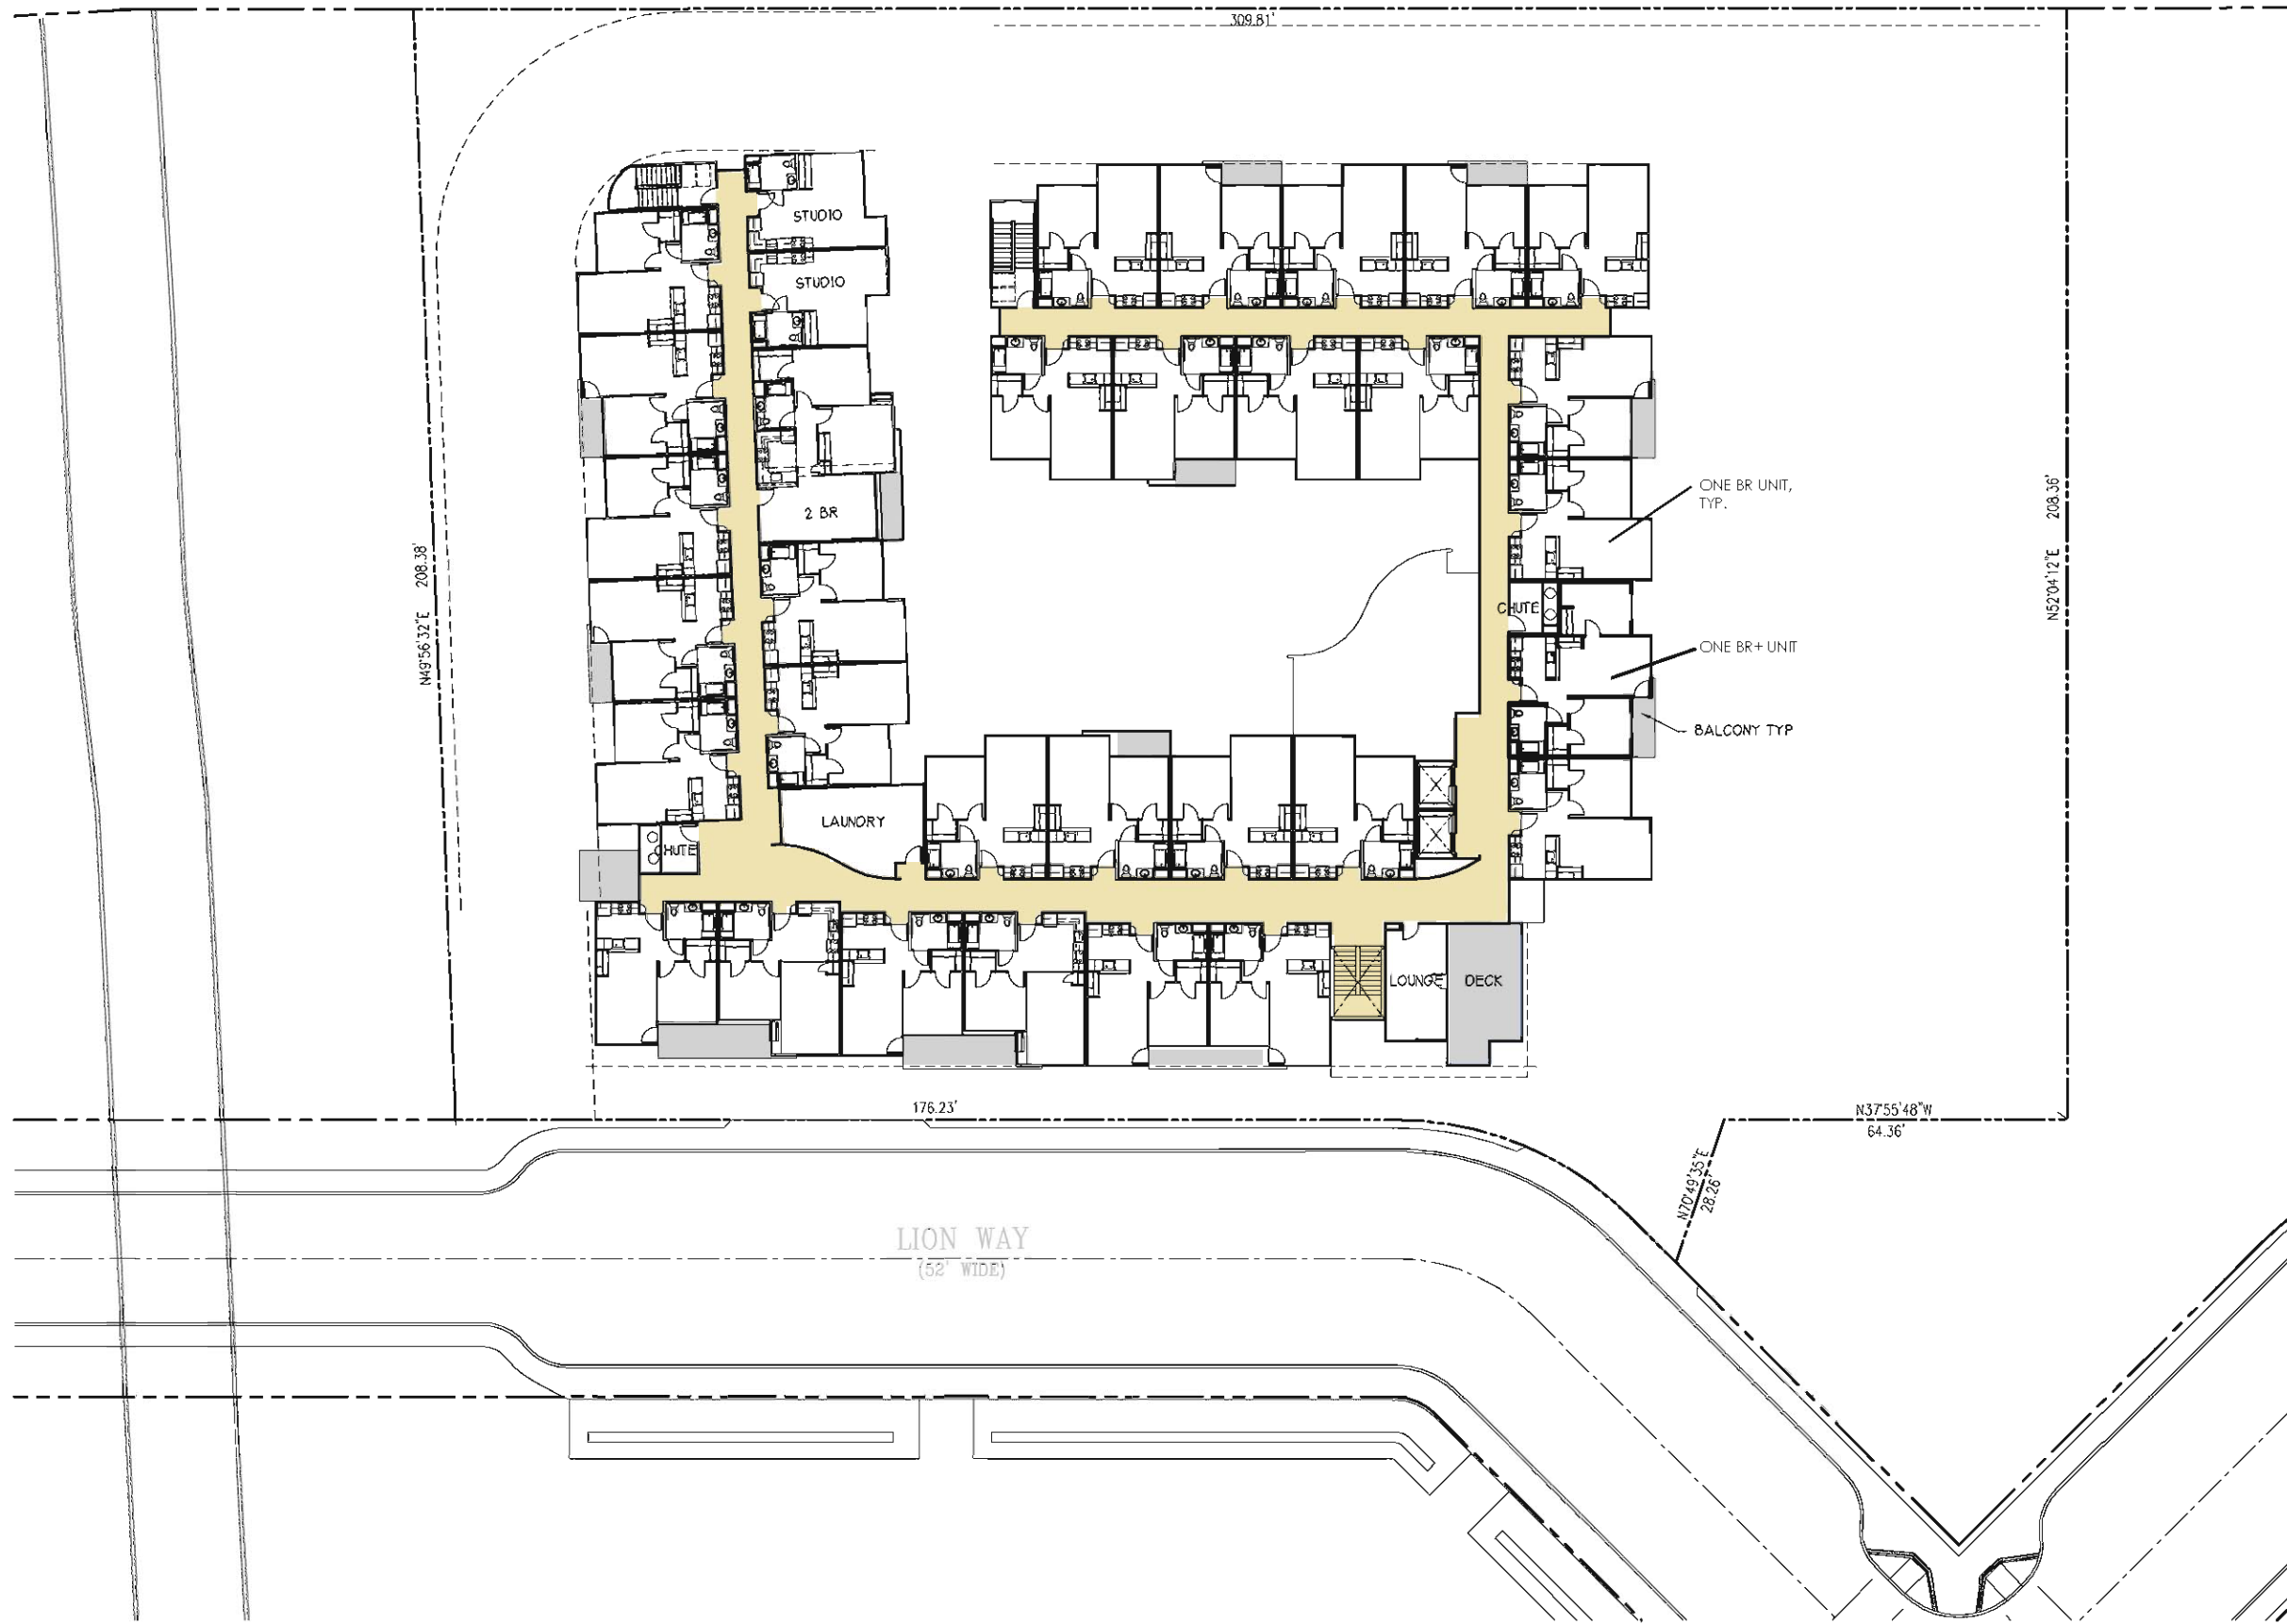 309.81'
STUDIO
STUDIO
ONE BR UNIT,
TYP.
2 BR
N49°56'32"E 208.38'
N52°04'12"E 208.36'
CHUTE
ONE BR+ UNIT
BALCONY TYP
LAUNDRY
CHUTE
LOUNGE
DECK
176.23'
N37°55'48"W
64.36'
N70°49'35"E
28.26'
LION WAY
(52' WIDE)